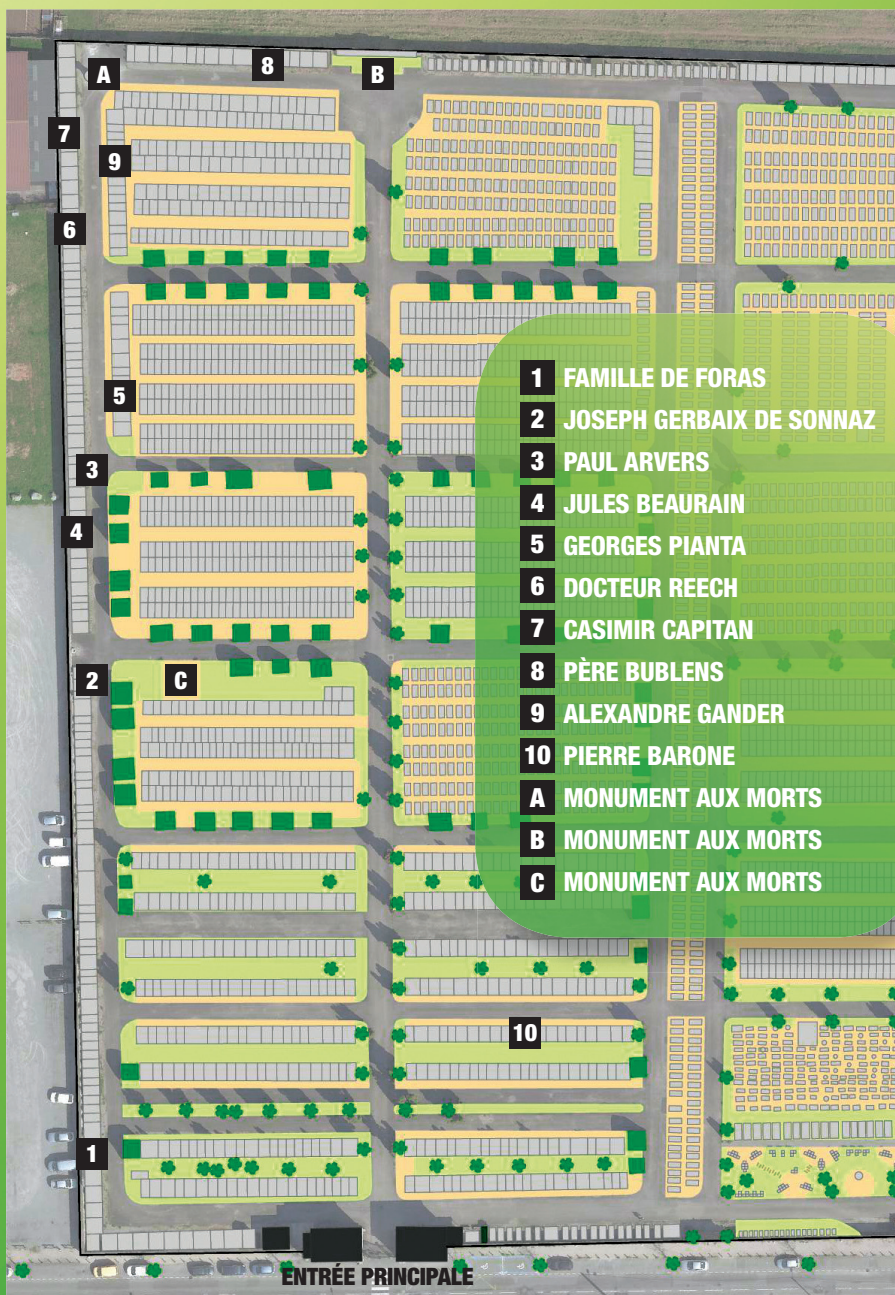 A
8
B
7
9
6
5
3
4
2
C
10
1
1 FAMILLE DE FORAS
2 JOSEPH GERBAIX DE SONNAZ
3 PAUL ARVERS
4 JULES BEAURAIN
5 GEORGES PIANTA
6 DOCTEUR REECH
7 CASIMIR CAPITAN
8 PÈRE BUBLENS
9 ALEXANDRE GANDER
10 PIERRE BARONE
A MONUMENT AUX MORTS
B MONUMENT AUX MORTS
C MONUMENT AUX MORTS
ENTRÉE PRINCIPALE